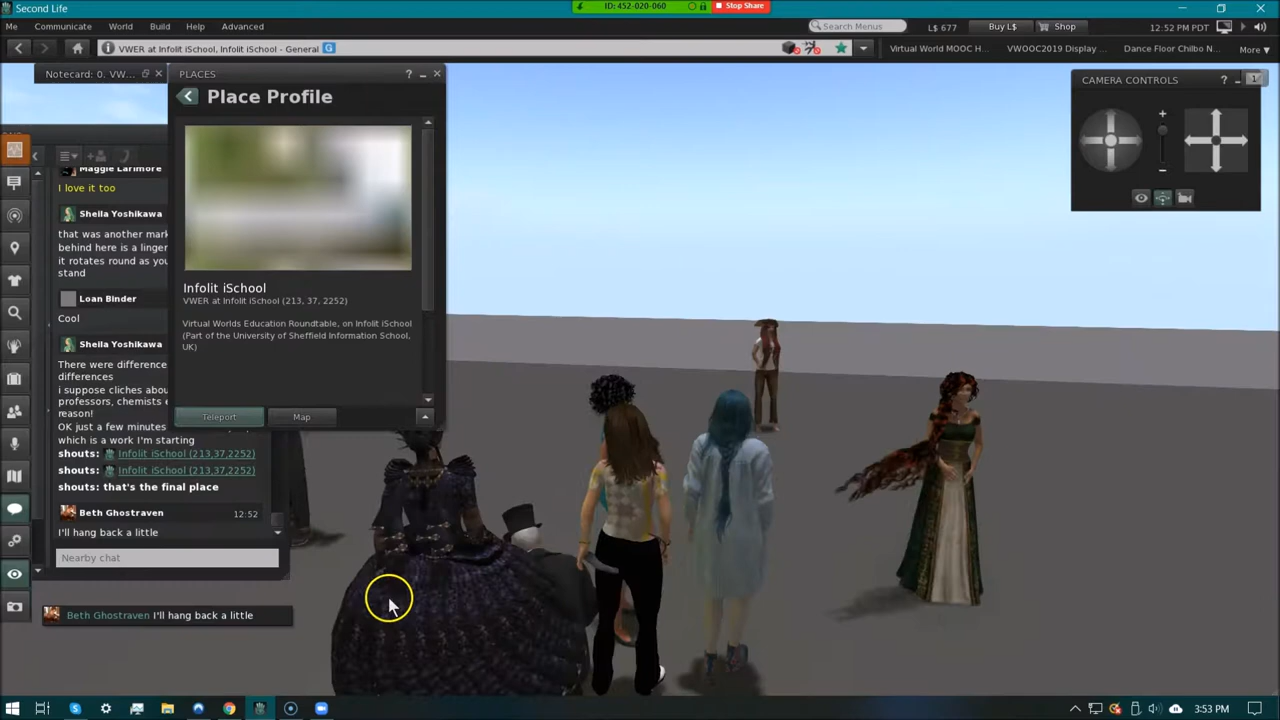 Second Life
ID: 452-020-060
Stop Share
Me Communicate World Build Help Advanced
Search Menus
L$ 677
Buy L$
Shop
12:52 PM PDT
VWER at Infolit iSchool, Infolit iSchool - General G
Virtual World MOOC H...
VWOOC2019 Display ...
Dance Floor Chilbo N...
More
Notecard: 0. VW...
PLACES
?
Place Profile
CAMERA CONTROLS
?
1
Infolit iSchool
VWER at Infolit iSchool (213, 37, 2252)
Virtual Worlds Education Roundtable, on Infolit iSchool
(Part of the University of Sheffield Information School,
UK)
Teleport
Map
Maggie Larimore
I love it too
Sheila Yoshikawa
that was another mark
behind here is a linger
it rotates round as you
stand
Loan Binder
Cool
Sheila Yoshikawa
There were difference
differences
i suppose cliches abou
professors, chemists
reason!
OK just a few minutes
which is a work I'm starting
shouts: Infolit iSchool (213,37,2252)
shouts: Infolit iSchool (213,37,2252)
shouts: that's the final place
Beth Ghostraven 12:52
I'll hang back a little
Nearby chat
Beth Ghostraven I'll hang back a little
3:53 PM